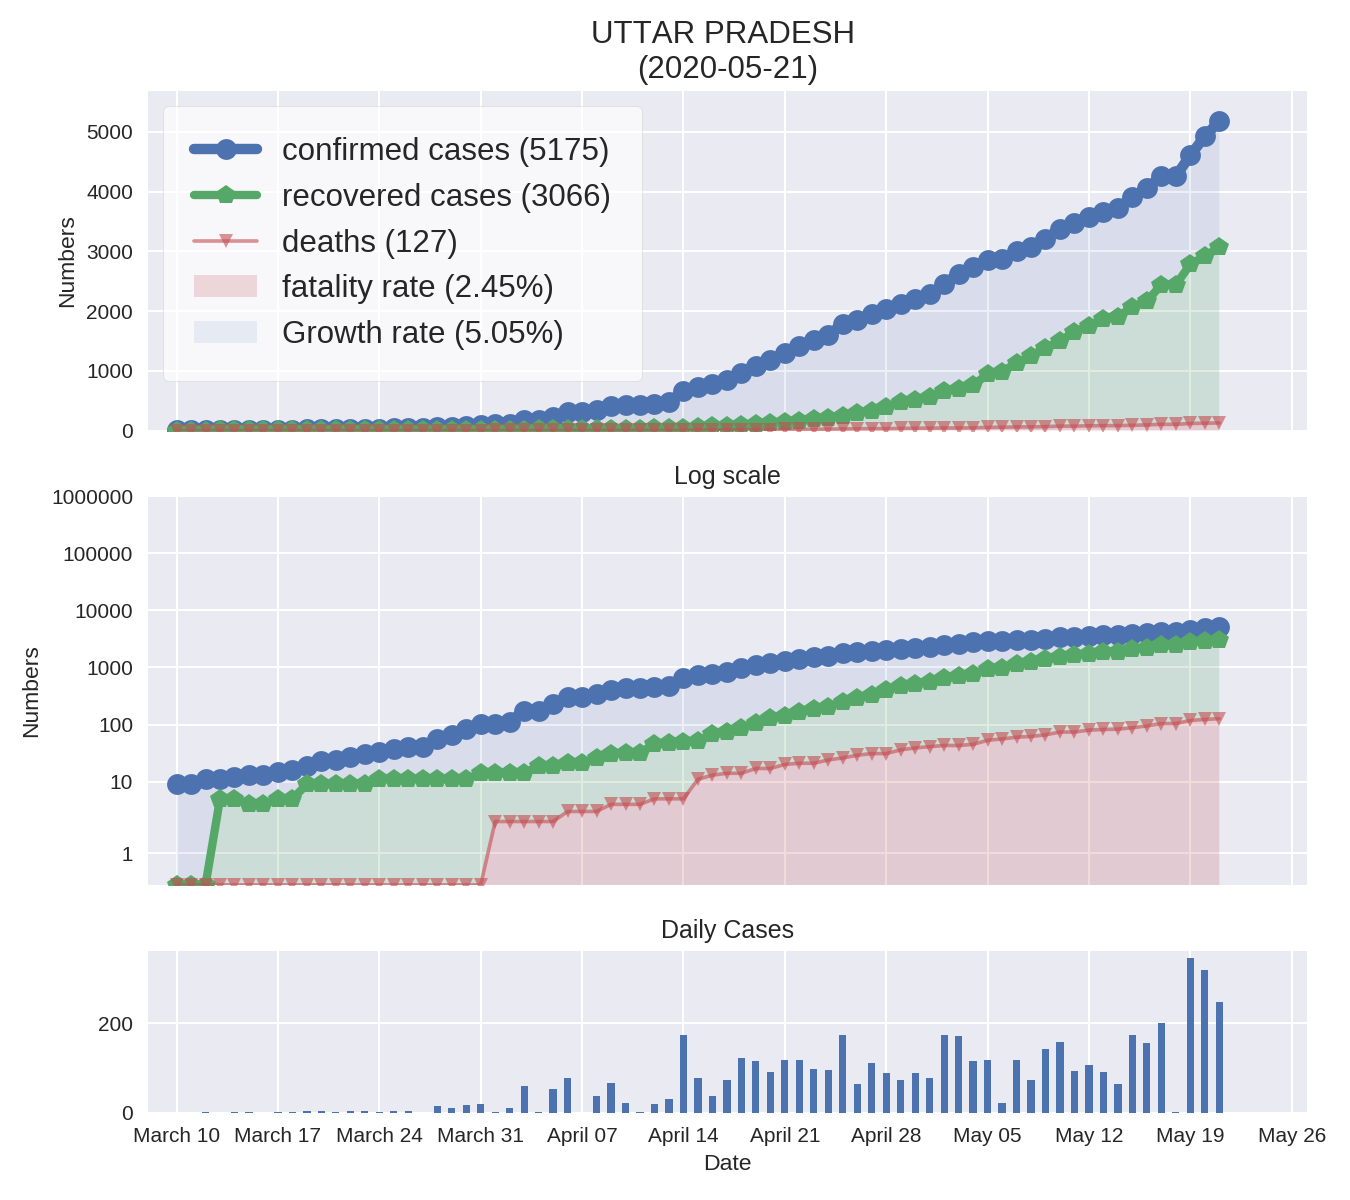 UTTAR PRADESH
(2020-05-21)
confirmed cases (5175)
recovered cases (3066)
deaths (127)
fatality rate (2.45%)
Growth rate (5.05%)
Numbers
5000
4000
3000
2000
1000
0
Log scale
Numbers
1000000
100000
10000
1000
100
10
1
Daily Cases
200
0
March 10 March 17 March 24 March 31 April 07 April 14 April 21 April 28 May 05 May 12 May 19 May 26
Date